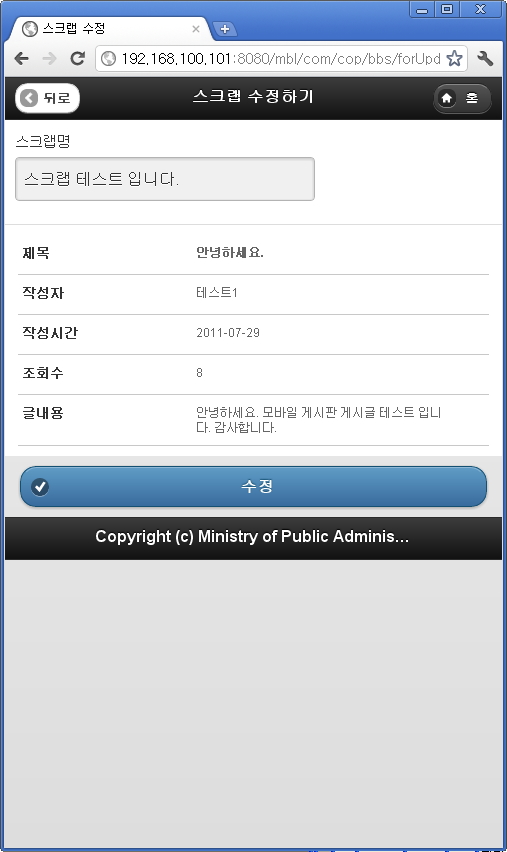 스크랩 수정
192.168.100.101:8080/mbl/com/cop/bbs/forUpd
뒤로 스크랩 수정하기 홈
스크랩명
스크랩 테스트 입니다.
제목 안녕하세요.
작성자 테스트1
작성시간 2011-07-29
조회수 8
글내용 안녕하세요. 모바일 게시판 게시글 테스트 입니
다. 감사합니다.
수정
Copyright (c) Ministry of Public Adminis...